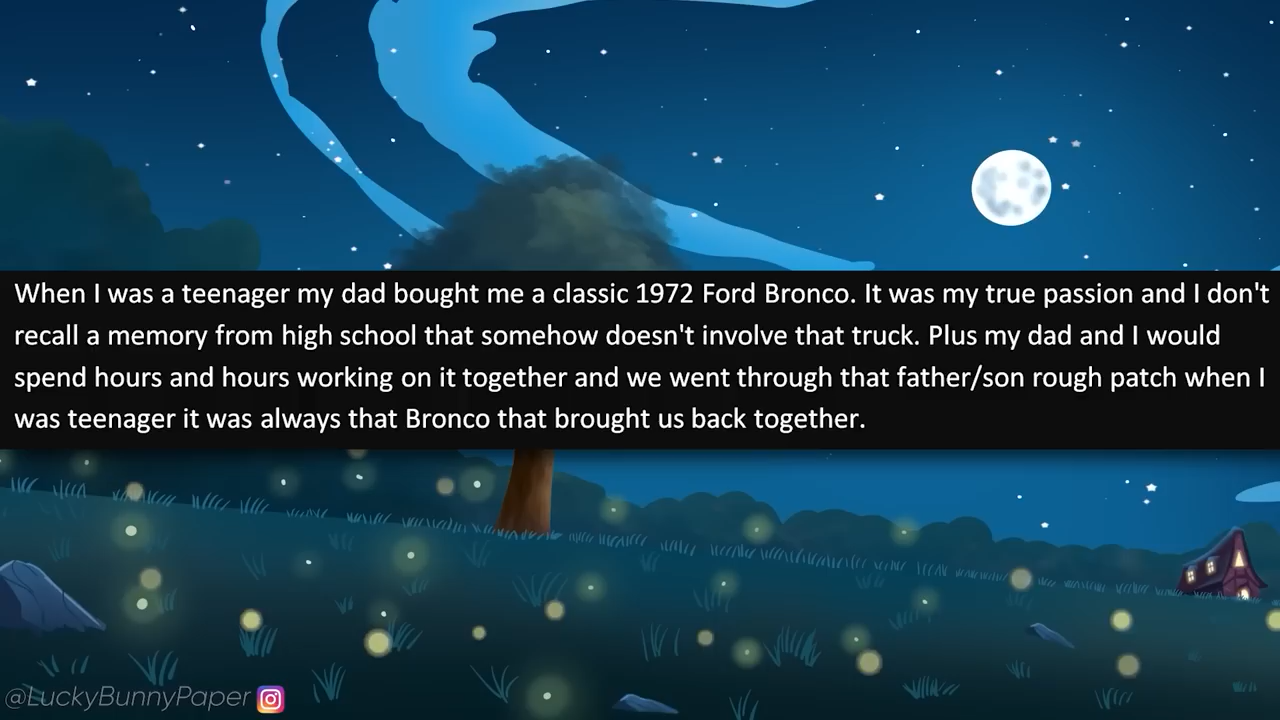 When I was a teenager my dad bought me a classic 1972 Ford Bronco. It was my true passion and I don't
recall a memory from high school that somehow doesn't involve that truck. Plus my dad and I would
spend hours and hours working on it together and we went through that father/son rough patch when I
was teenager it was always that Bronco that brought us back together.
@LuckyBunnyPaper